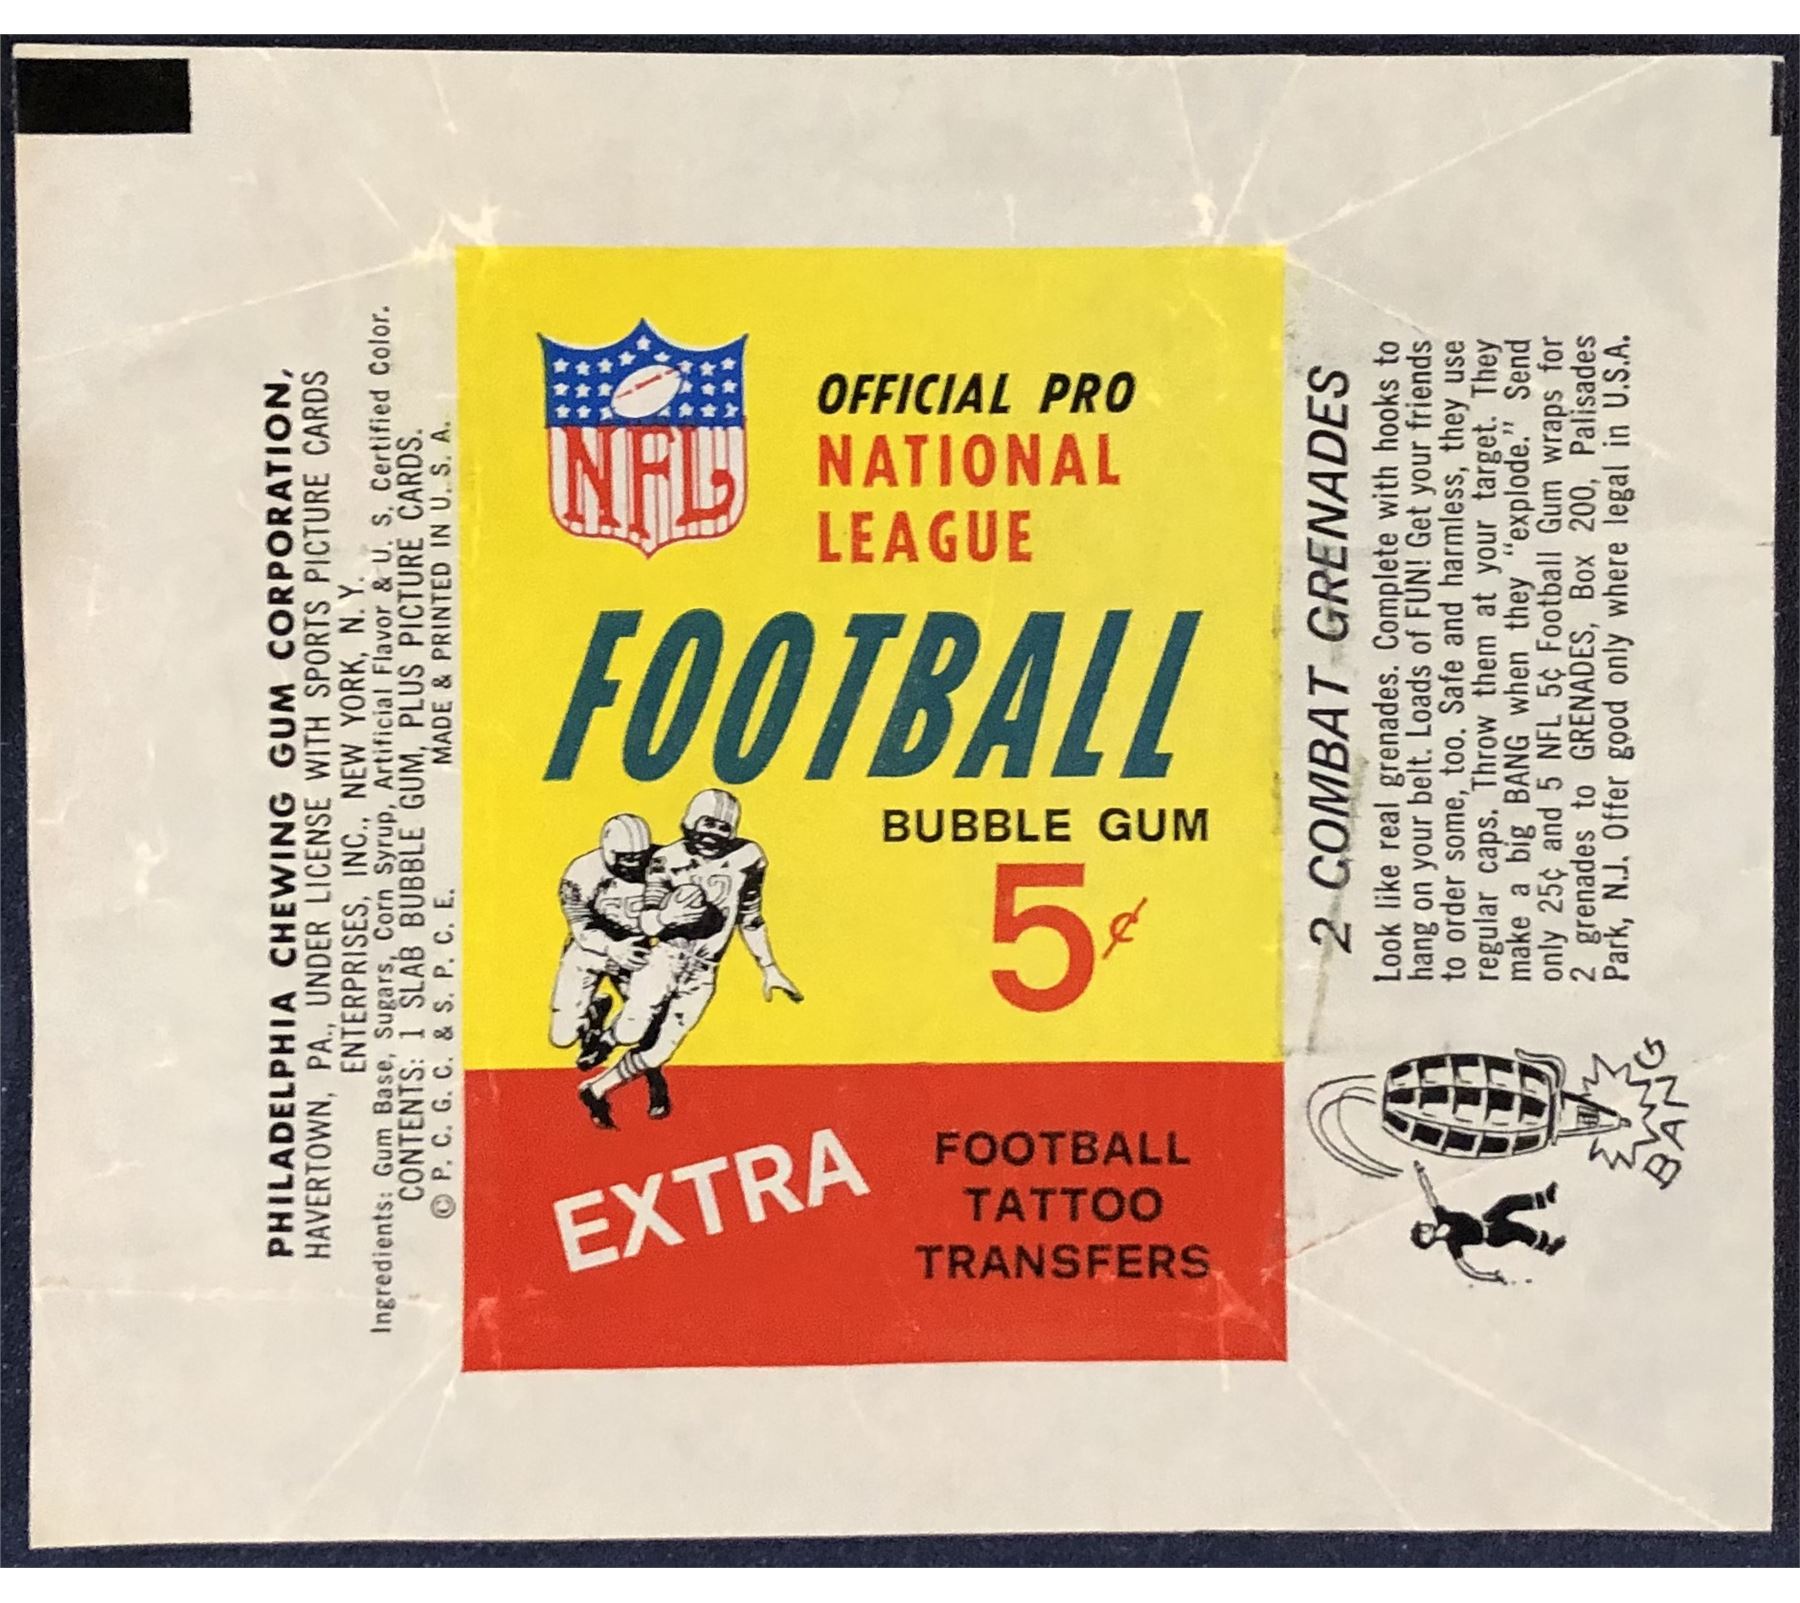 PHILADELPHIA CHEWING GUM CORPORATION,
HAVERTOWN, PA., UNDER LICENSE WITH SPORTS PICTURE CARDS
ENTERPRISES, INC., NEW YORK, N. Y.
Ingredients: Gum Base, Sugars, Corn Syrup, Artificial Flavor & U. S. Certified Color.
CONTENTS: 1 SLAB BUBBLE GUM, PLUS PICTURE CARDS.
© P. C. G. C. & S. P. C. E. MADE & PRINTED IN U. S. A.
NFL
OFFICIAL PRO
NATIONAL
LEAGUE
FOOTBALL
BUBBLE GUM
5¢
EXTRA
FOOTBALL
TATTOO
TRANSFERS
2 COMBAT GRENADES
Look like real grenades. Complete with hooks to
hang on your belt. Loads of FUN! Get your friends
to order some, too. Safe and harmless, they use
regular caps. Throw them at your target. They
make a big BANG when they "explode." Send
only 25¢ and 5 NFL 5¢ Football Gum wraps for
2 grenades to GRENADES, Box 200, Palisades
Park, N.J. Offer good only where legal in U.S.A.
BANG